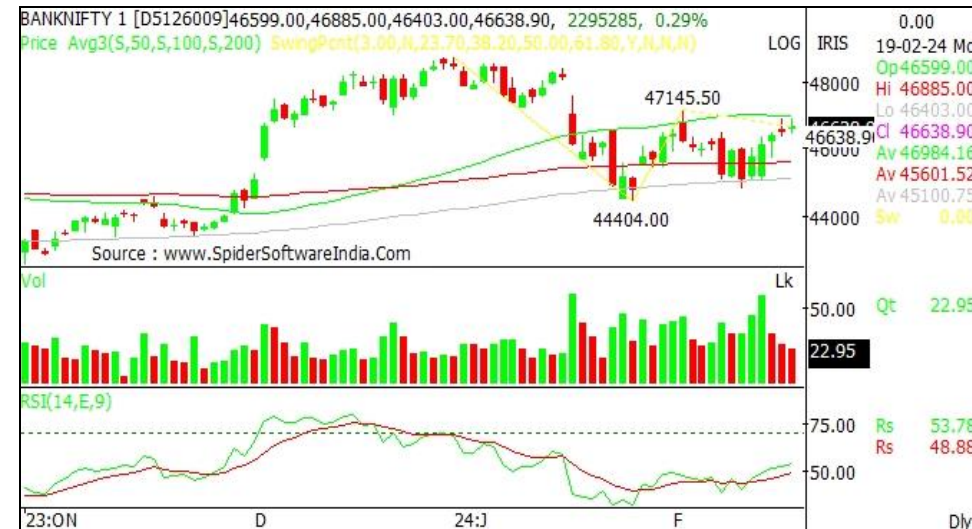 BANKNIFTY 1 [D5126009]46599.00,46885.00,46403.00,46638.90, 2295285, 0.29%
Price Avg3(S,50,S,100,S,200) SwingPcnt(3.00,N,23.70,38.20,50.00,61.80,Y,N,N,N)
LOG
IRIS
0.00
19-02-24 Mo
Op46599.00
Hi 46885.00
Lo 46403.00
Cl 46638.90
Av 46984.16
Av 45601.52
Av 45100.75
Sw 0.00
48000
46638.90
46000
44000
47145.50
44404.00
Source : www.SpiderSoftwareIndia.Com
Vol
Lk
50.00
22.95
Qt 22.95
RSI(14,E,9)
75.00
50.00
Rs 53.78
Rs 48.88
23:ON
D
24:J
F
Dly